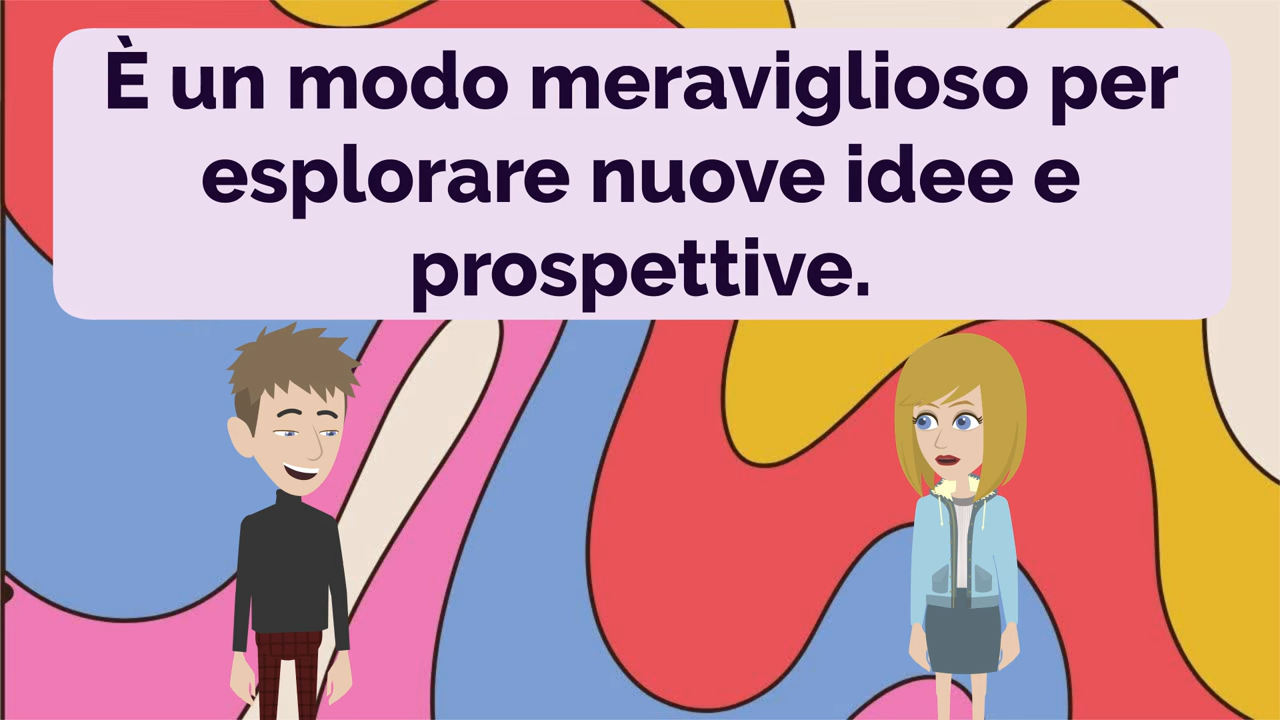 È un modo meraviglioso per
esplorare nuove idee e
prospettive.